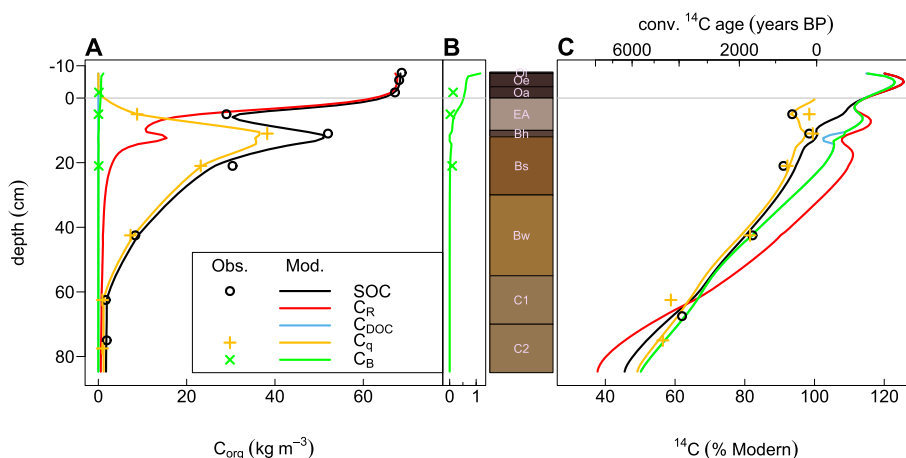 conv. ¹⁴C age (years BP)
A
B
C
6000
2000
0
-10
0
20
40
60
80
depth (cm)
Oi
Oe
Oa
EA
Bh
Bs
Bw
C1
C2
Obs.
Mod.
SOC
C_R
C_DOC
C_q
C_B
0
20
40
60
0
1
40
60
80
100
120
C_org (kg m⁻³)
¹⁴C (% Modern)